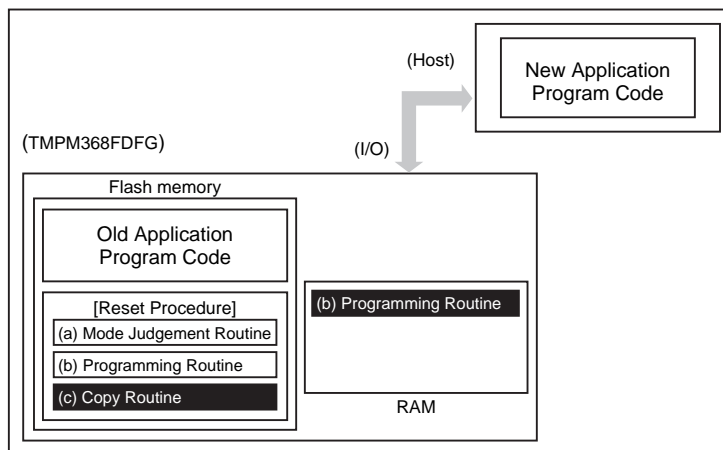 (Host)
New Application
Program Code
(TMPM368FDFG)
(I/O)
Flash memory
Old Application
Program Code
[Reset Procedure]
(a) Mode Judgement Routine
(b) Programming Routine
(c) Copy Routine
(b) Programming Routine
RAM